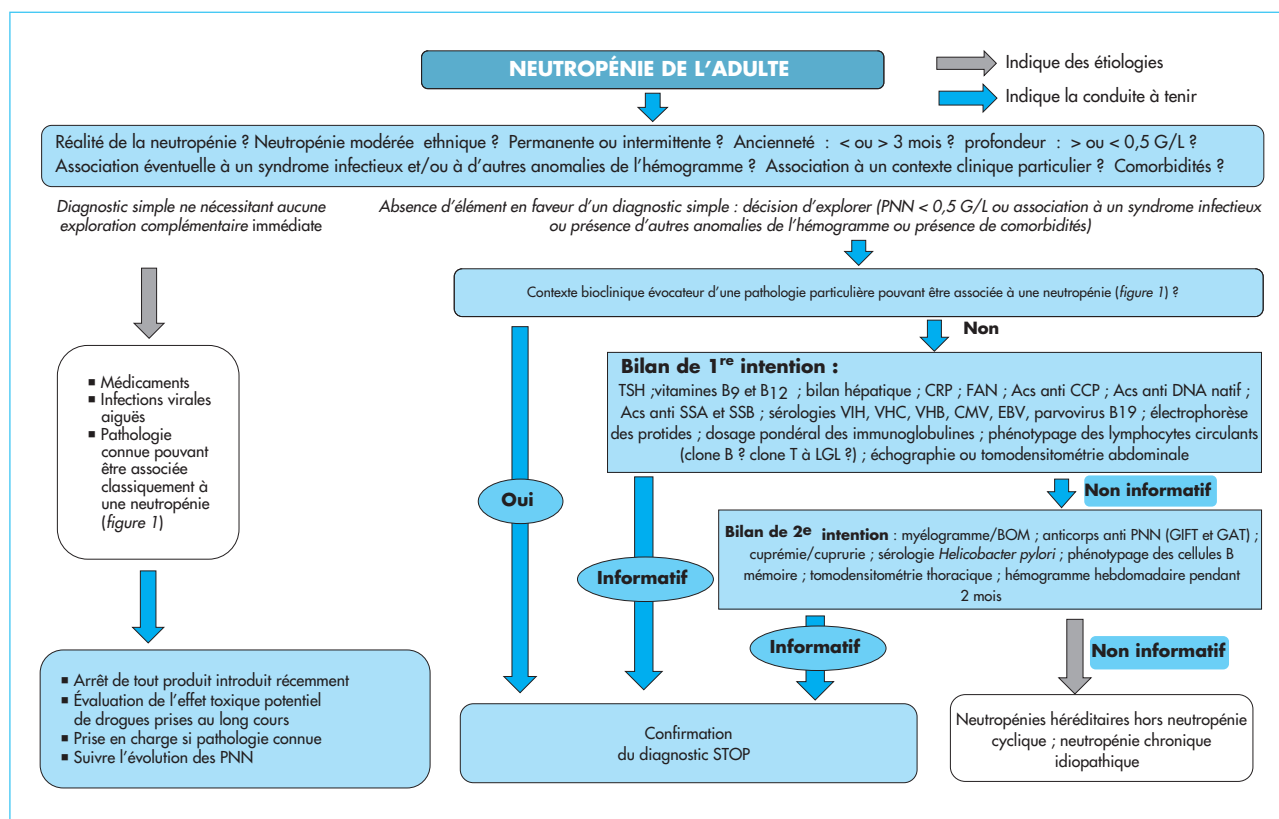 NEUTROPÉNIE DE L'ADULTE
Indique des étiologies
Indique la conduite à tenir
Réalité de la neutropénie ? Neutropénie modérée ethnique ? Permanente ou intermittente ? Ancienneté : < ou > 3 mois ? profondeur : > ou < 0,5 G/L ?
Association éventuelle à un syndrome infectieux et/ou à d'autres anomalies de l'hémogramme ? Association à un contexte clinique particulier ? Comorbidités ?
Diagnostic simple ne nécessitant aucune
exploration complémentaire immédiate
Absence d'élément en faveur d'un diagnostic simple : décision d'explorer (PNN < 0,5 G/L ou association à un syndrome infectieux
ou présence d'autres anomalies de l'hémogramme ou présence de comorbidités)
Contexte bioclinique évocateur d'une pathologie particulière pouvant être associée à une neutropénie (figure 1) ?
Non
▪ Médicaments
▪ Infections virales
aiguës
▪ Pathologie
connue pouvant
être associée
classiquement à
une neutropénie
(figure 1)
Bilan de 1re intention :
TSH ;vitamines B9 et B12 ; bilan hépatique ; CRP ; FAN ; Acs anti CCP ; Acs anti DNA natif ;
Acs anti SSA et SSB ; sérologies VIH, VHC, VHB, CMV, EBV, parvovirus B19 ; électrophorèse
des protides ; dosage pondéral des immunoglobulines ; phénotypage des lymphocytes circulants
(clone B ? clone T à LGL ?) ; échographie ou tomodensitométrie abdominale
Oui
Non informatif
Bilan de 2e intention : myélogramme/BOM ; anticorps anti PNN (GIFT et GAT) ;
cuprémie/cuprurie ; sérologie Helicobacter pylori ; phénotypage des cellules B
mémoire ; tomodensitométrie thoracique ; hémogramme hebdomadaire pendant
2 mois
Informatif
Informatif
Non informatif
▪ Arrêt de tout produit introduit récemment
▪ Évaluation de l'effet toxique potentiel
de drogues prises au long cours
▪ Prise en charge si pathologie connue
▪ Suivre l'évolution des PNN
Confirmation
du diagnostic STOP
Neutropénies héréditaires hors neutropénie
cyclique ; neutropénie chronique
idiopathique